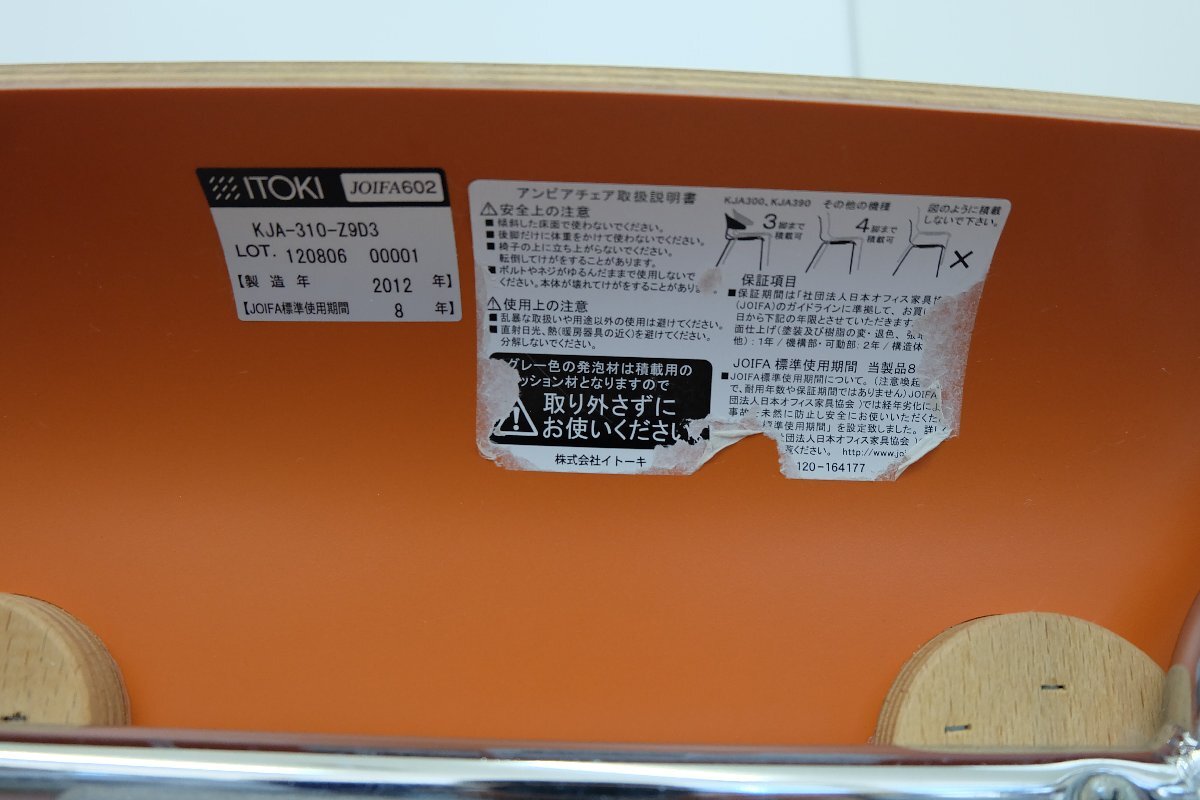 ITOKI JOIFA602
KJA-310-Z9D3
LOT. 120806 00001
【製造年 2012 年】
【JOIFA標準使用期間 8 年】
アンビアチェア取扱説明書
⚠安全上の注意
■傾斜した床面で使わないでください。
■後脚だけに体重をかけて使わないでください。
■椅子の上に立ち上がらないでください。
転倒してけがをすることがあります。
■ボルトやネジがゆるんだままで使用しないで
ください。本体が壊れてけがをすることがあります。
⚠使用上の注意
■乱暴な取扱いや用途以外の使用は避けてください。
■直射日光、熱(暖房器具の近く)を避けてください。
分解しないでください。
グレー色の発泡材は積載用の
ッション材となりますので
取り外さずに
お使いください
株式会社イトーキ
KJA300、KJA390
3脚まで
積載可
その他の機種
4脚まで
積載可
図のように積載
しないで下さい。
×
保証項目
■保証期間は「社団法人日本オフィス家具
(JOIFA)のガイドラインに準拠して、お買
日から下記の年限とさせていただきます
面仕上げ(塗装及び樹脂の変・退色、
他):1年/機構部・可動部:2年/構造体
JOIFA 標準使用期間 当製品8
■JOIFA標準使用期間について。(注意喚起
で、耐用年数や保証期間ではありません)JOIFA
団法人日本オフィス家具協会)では経年劣化に
事故 未然に防止し安全にお使いいただくた
標準使用期間」を設定致しました。詳し
団法人日本オフィス家具協会)
ください。 http://www.joi
120-164177